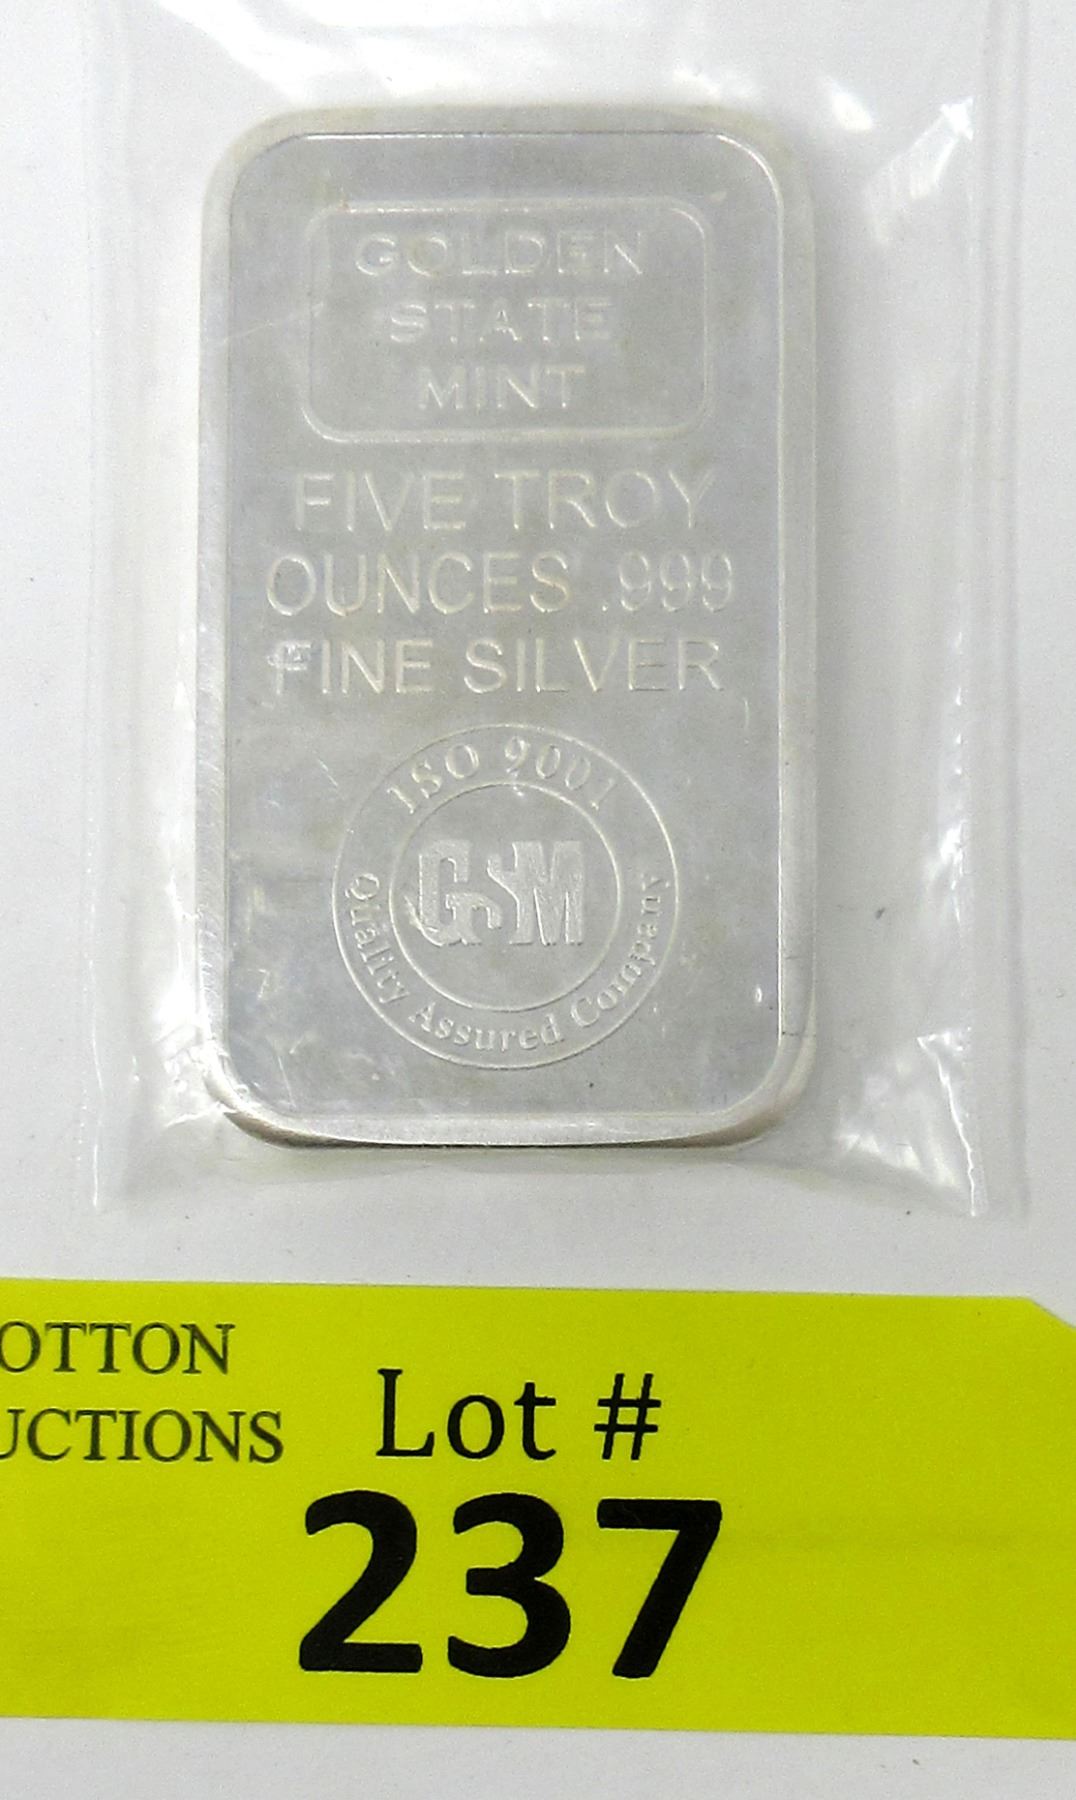 GOLDEN
STATE
MINT
FIVE TROY
OUNCES .999
FINE SILVER
ISO 9001
GSM
Quality Assured Company
OTTON
UCTIONS
Lot #
237